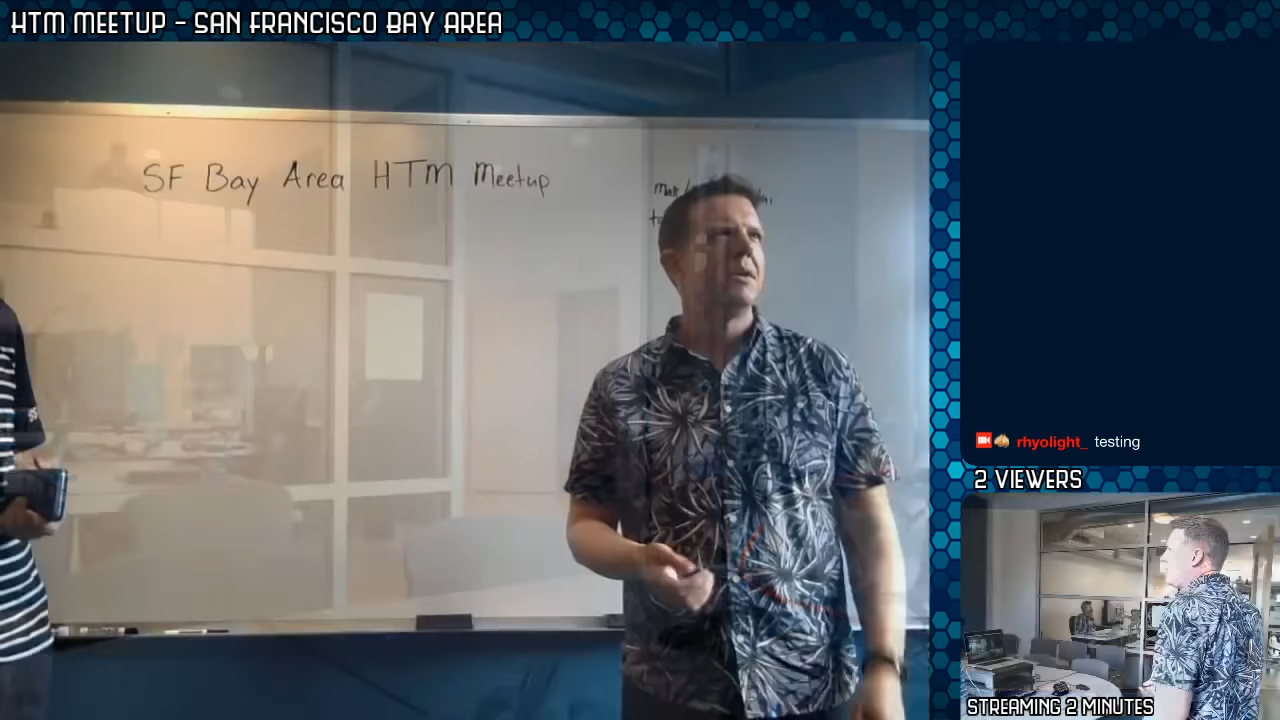 HTM MEETUP - SAN FRANCISCO BAY AREA
SF Bay Area HTM Meetup
rhyolight_ testing
2 VIEWERS
STREAMING 2 MINUTES